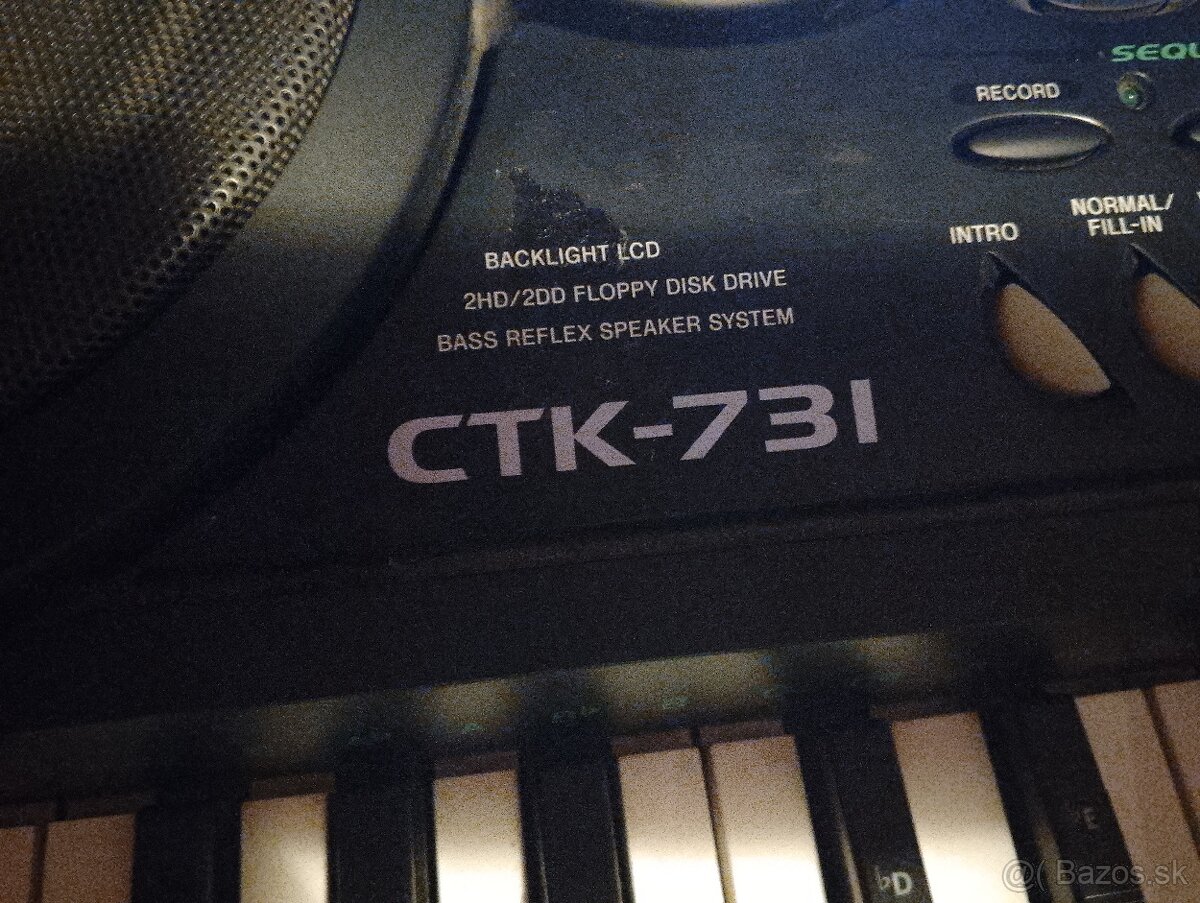 SEQU
RECORD
NORMAL/
FILL-IN
INTRO
BACKLIGHT LCD
2HD/2DD FLOPPY DISK DRIVE
BASS REFLEX SPEAKER SYSTEM
CTK-731
E
♭D
@( Bazos.sk